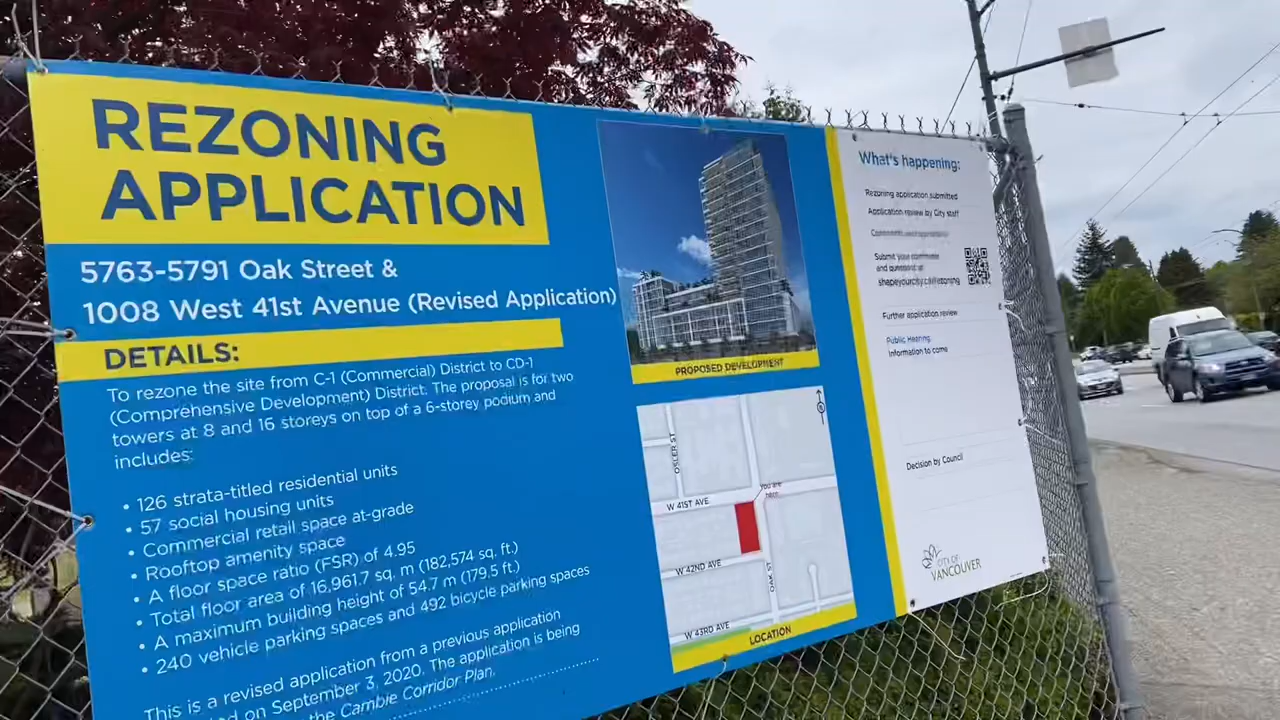 REZONING
APPLICATION
5763-5791 Oak Street &
1008 West 41st Avenue (Revised Application)
DETAILS:
To rezone the site from C-1 (Commercial) District to CD-1
(Comprehensive Development) District. The proposal is for two
towers at 8 and 16 storeys on top of a 6-storey podium and
includes:
• 126 strata-titled residential units
• 57 social housing units
• Commercial retail space at-grade
• Rooftop amenity space
• A floor space ratio (FSR) of 4.95
• Total floor area of 16,961.7 sq. m (182,574 sq. ft.)
• A maximum building height of 54.7 m (179.5 ft.)
• 240 vehicle parking spaces and 492 bicycle parking spaces
This is a revised application from a previous application
on September 3, 2020. The application is being
the Cambie Corridor Plan.
PROPOSED DEVELOPMENT
OSLER ST
W 41ST AVE
You are
here
W 42ND AVE
OAK ST
W 43RD AVE
LOCATION
What's happening:
Rezoning application submitted
Application review by City staff
Submit your comments
and questions at
shapeyourcity.ca/rezoning
Further application review
Public Hearing:
Information to come
Decision by Council
CITY OF
VANCOUVER